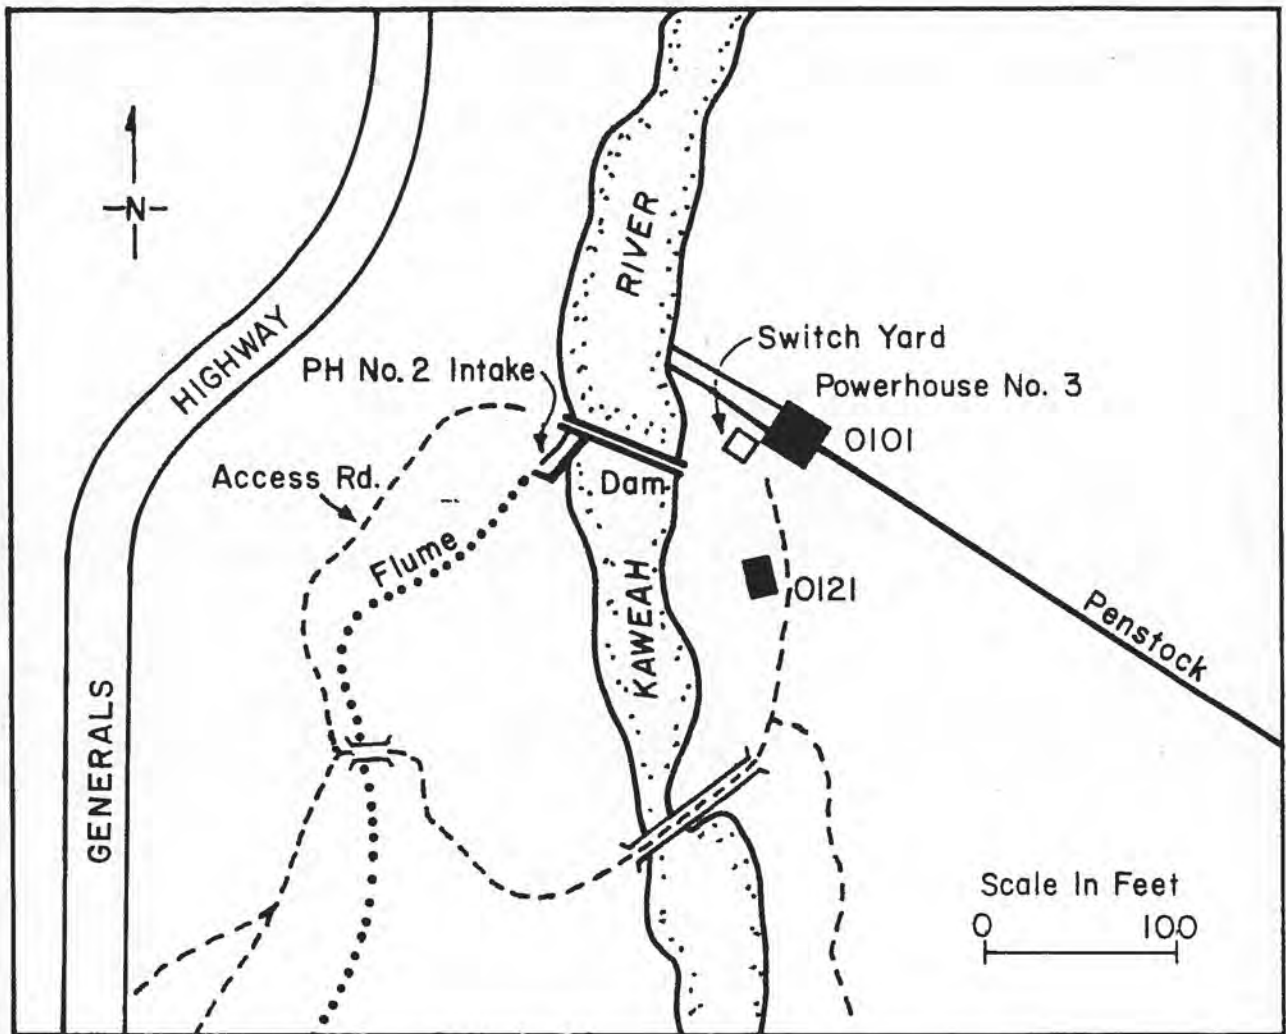 N
RIVER
Switch Yard
HIGHWAY
PH No. 2 Intake
Powerhouse No. 3
0101
Access Rd.
Dam
Flume
KAWEAH
0121
Penstock
GENERALS
Scale In Feet
0 100